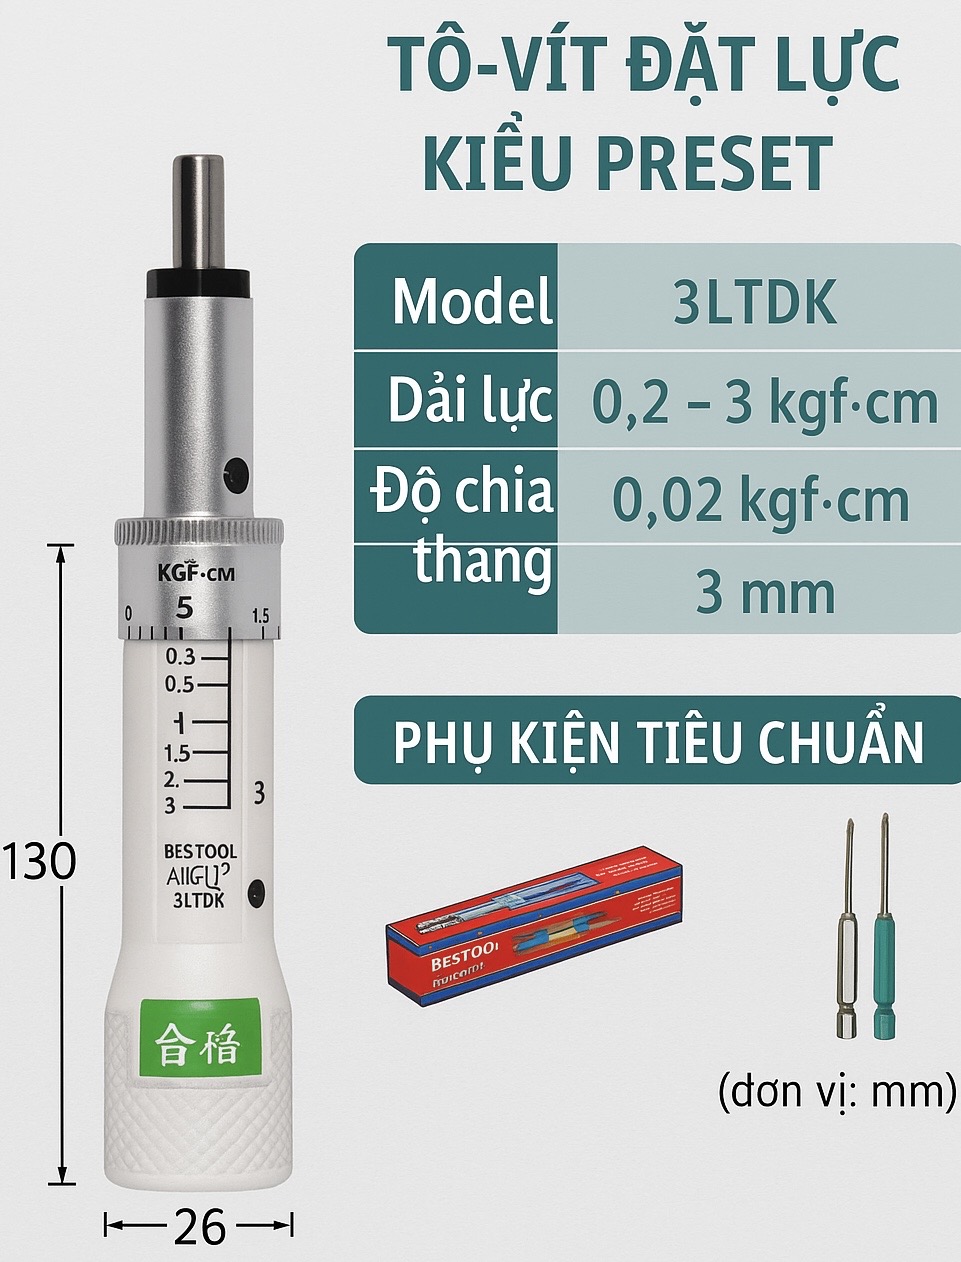 TÔ-VÍT ĐẶT LỰC
KIỂU PRESET
Model 3LTDK
Dải lực 0,2 – 3 kgf·cm
Độ chia thang 0,02 kgf·cm
3 mm
PHỤ KIỆN TIÊU CHUẨN
KGF·CM
0 5 1.5
0.3
0.5
1
1.5
2.
3
3
BESTOOL
3LTDK
130
26
BESTOOL
(dơn vị: mm)